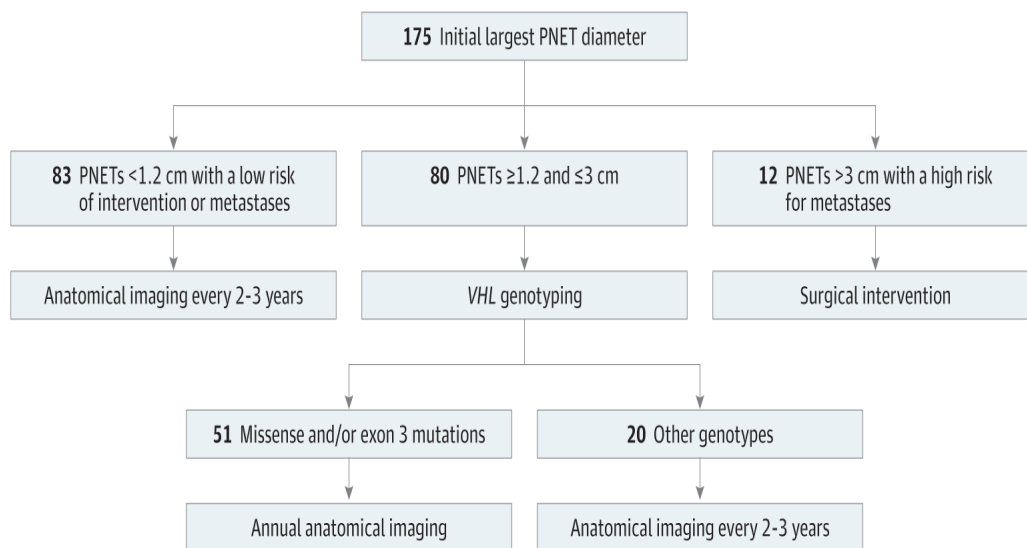 175 Initial largest PNET diameter
83 PNETs <1.2 cm with a low risk
of intervention or metastases
80 PNETs ≥1.2 and ≤3 cm
12 PNETs >3 cm with a high risk
for metastases
Anatomical imaging every 2-3 years
VHL genotyping
Surgical intervention
51 Missense and/or exon 3 mutations
20 Other genotypes
Annual anatomical imaging
Anatomical imaging every 2-3 years